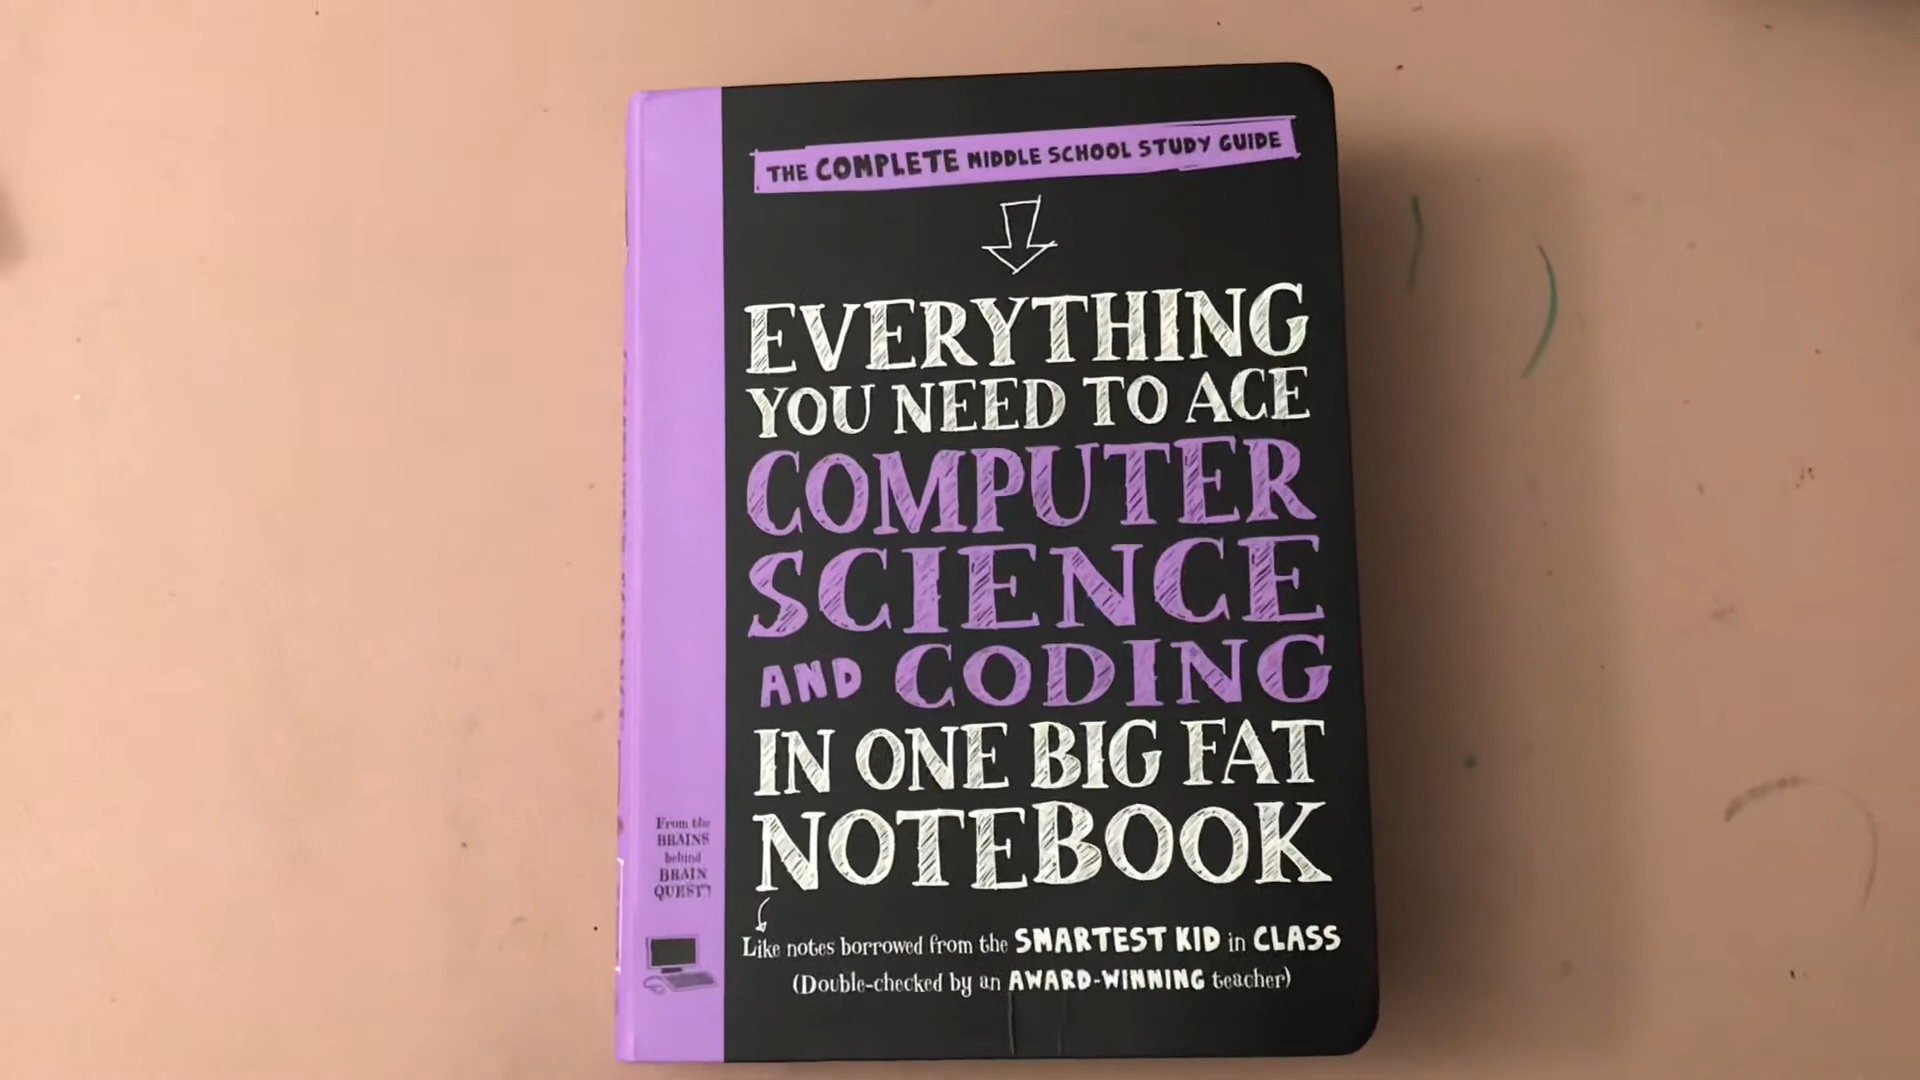 THE COMPLETE MIDDLE SCHOOL STUDY GUIDE
EVERYTHING
YOU NEED TO ACE
COMPUTER
SCIENCE
AND CODING
IN ONE BIG FAT
NOTEBOOK
Like notes borrowed from the SMARTEST KID in CLASS
(Double-checked by an AWARD-WINNING teacher)
From the
BRAINS
behind
BRAIN
QUEST